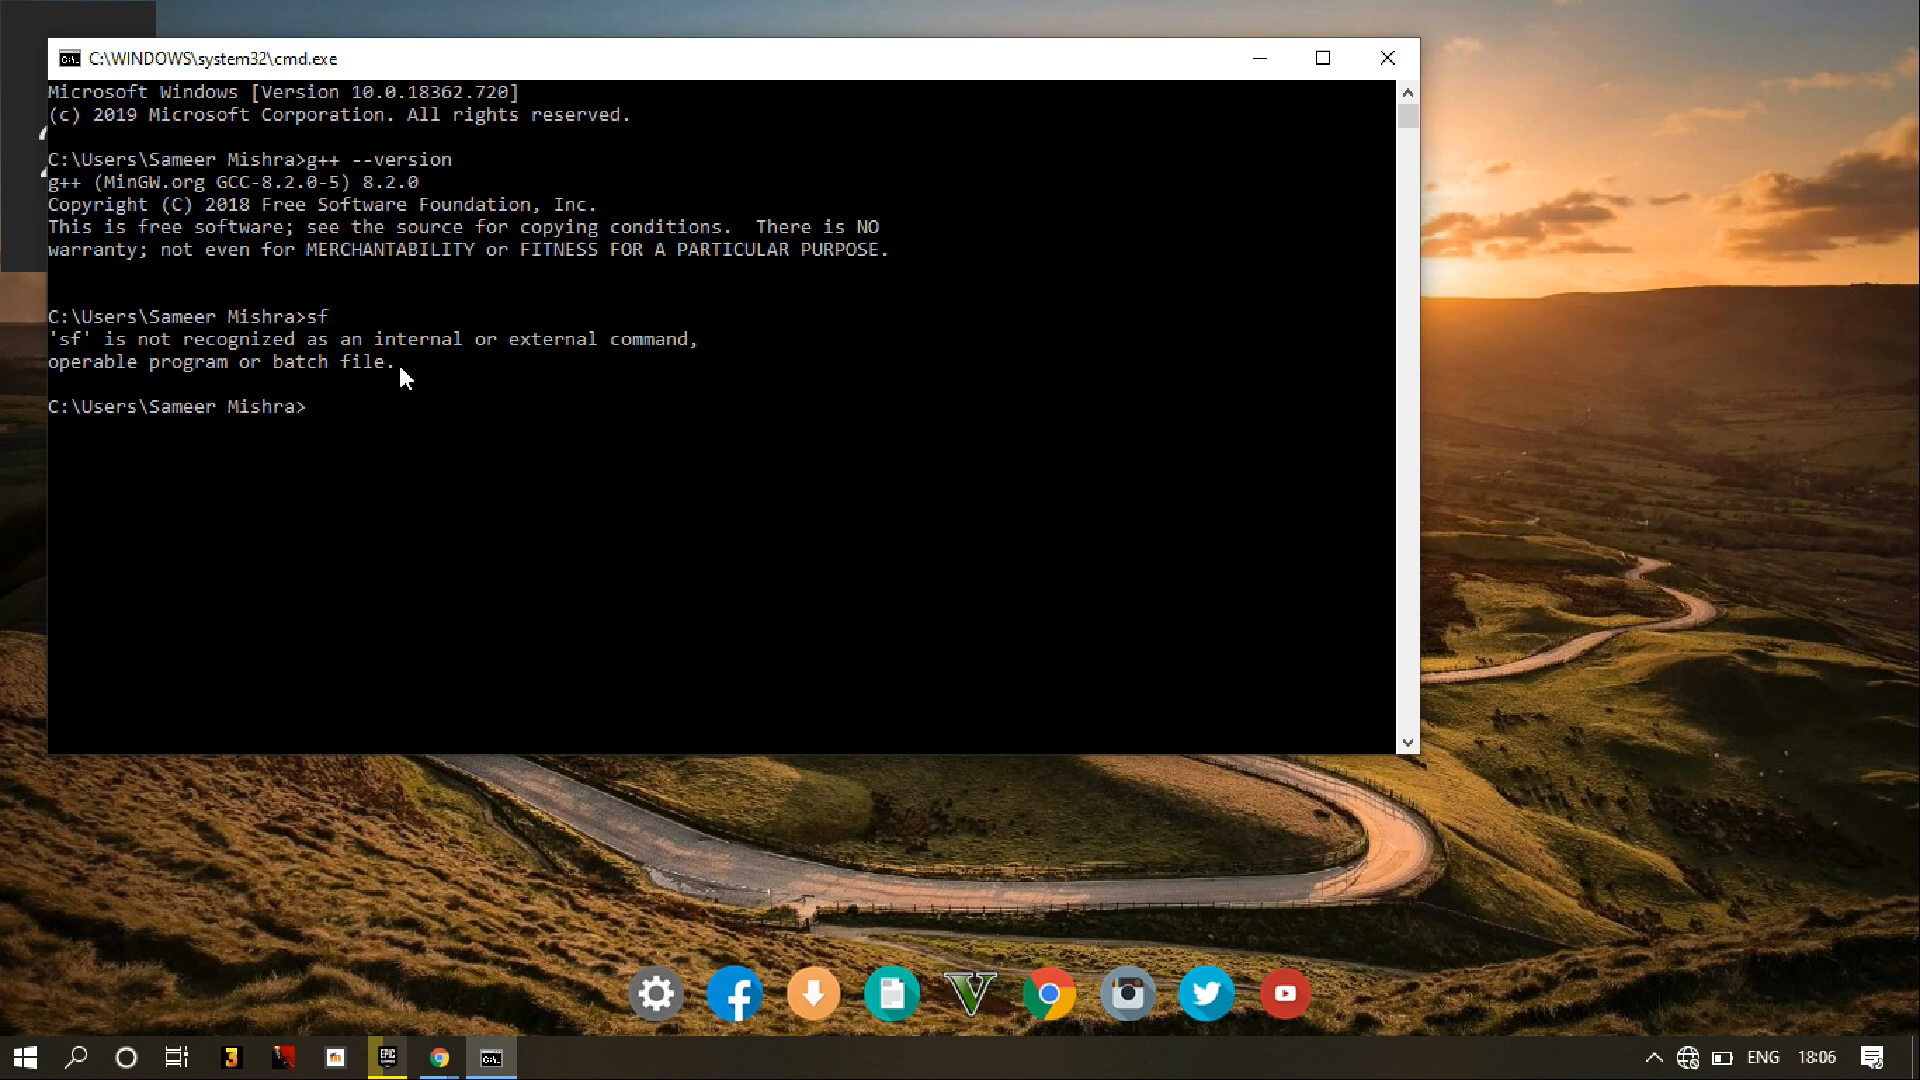 C:\WINDOWS\system32\cmd.exe
Microsoft Windows [Version 10.0.18362.720]
(c) 2019 Microsoft Corporation. All rights reserved.
C:\Users\Sameer Mishra>g++ --version
g++ (MinGW.org GCC-8.2.0-5) 8.2.0
Copyright (C) 2018 Free Software Foundation, Inc.
This is free software; see the source for copying conditions.  There is NO
warranty; not even for MERCHANTABILITY or FITNESS FOR A PARTICULAR PURPOSE.
C:\Users\Sameer Mishra>sf
'sf' is not recognized as an internal or external command,
operable program or batch file.
C:\Users\Sameer Mishra>
3
EPIC
ENG
18:06